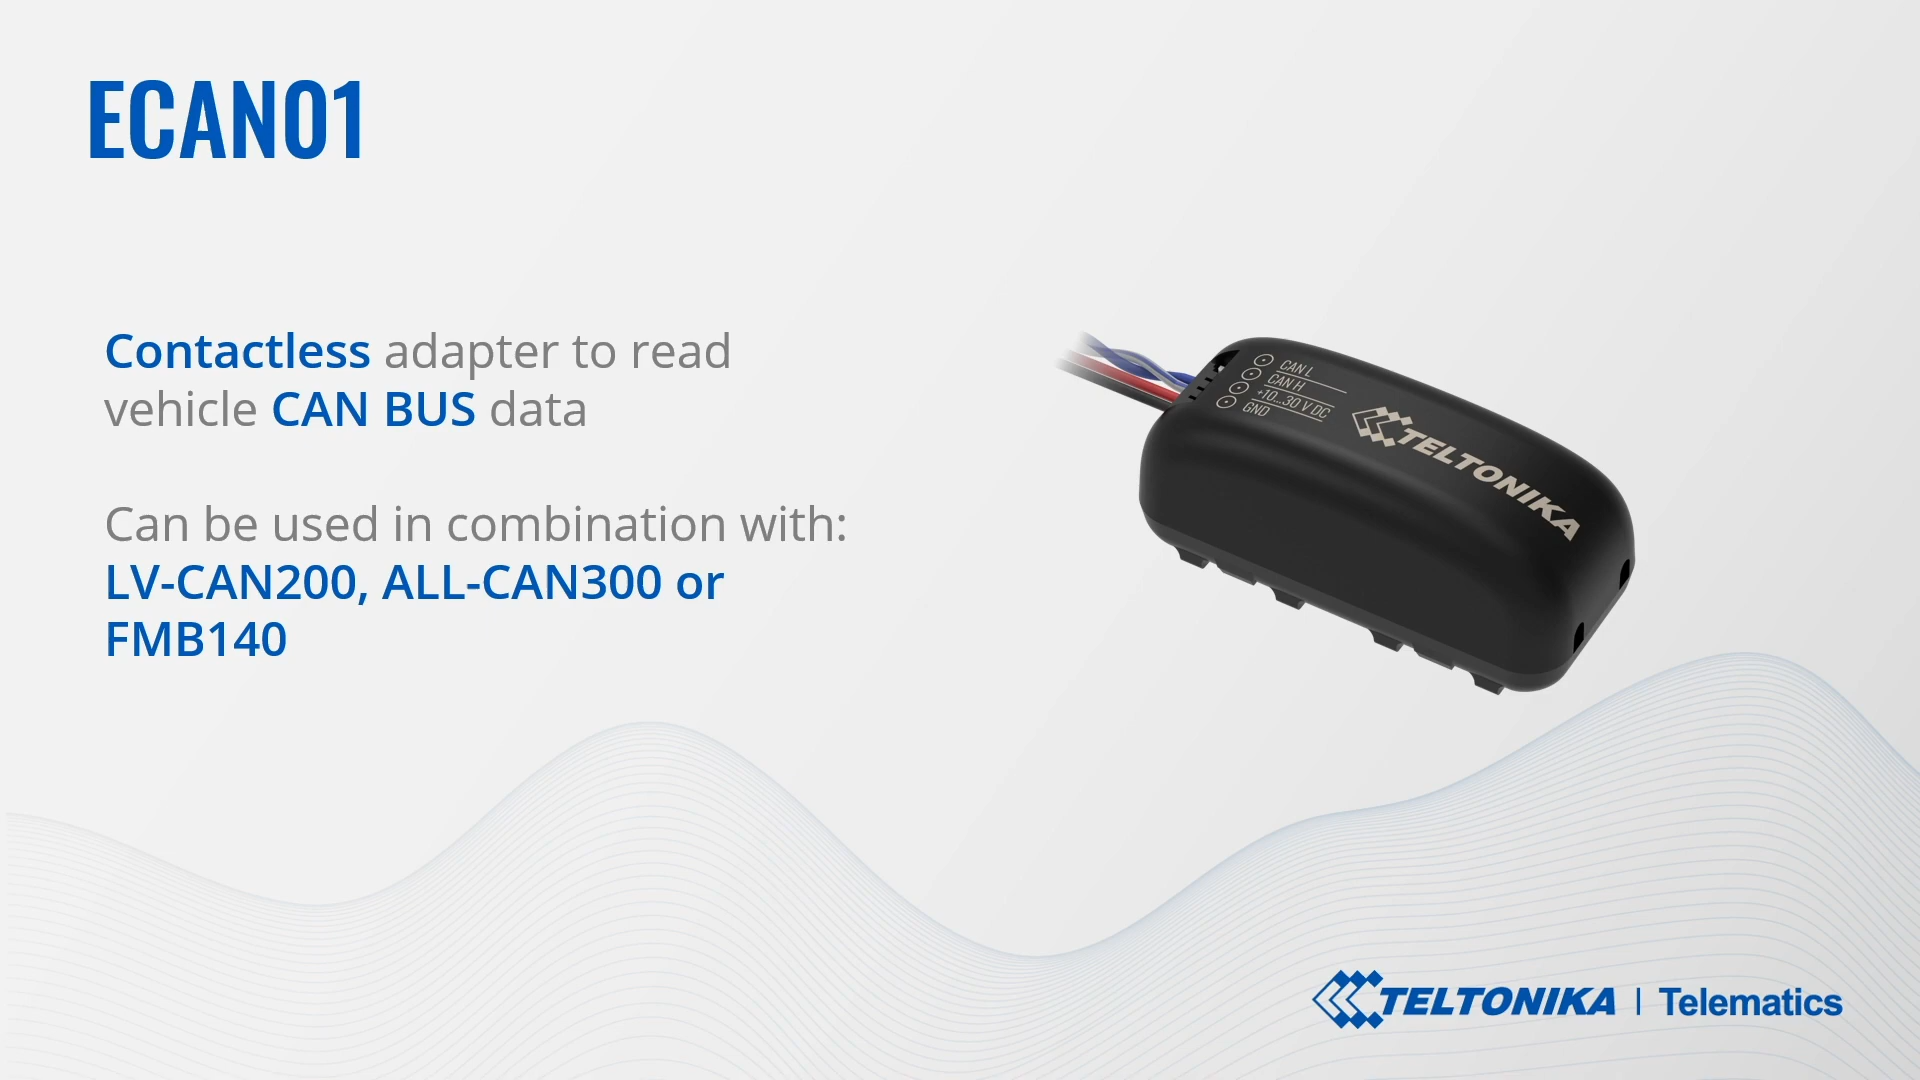 ECAN01
Contactless adapter to read
vehicle CAN BUS data
Can be used in combination with:
LV-CAN200, ALL-CAN300 or
FMB140
CAN L
CAN H
+10...30 V DC
GND
TELTONIKA
TELTONIKA | Telematics